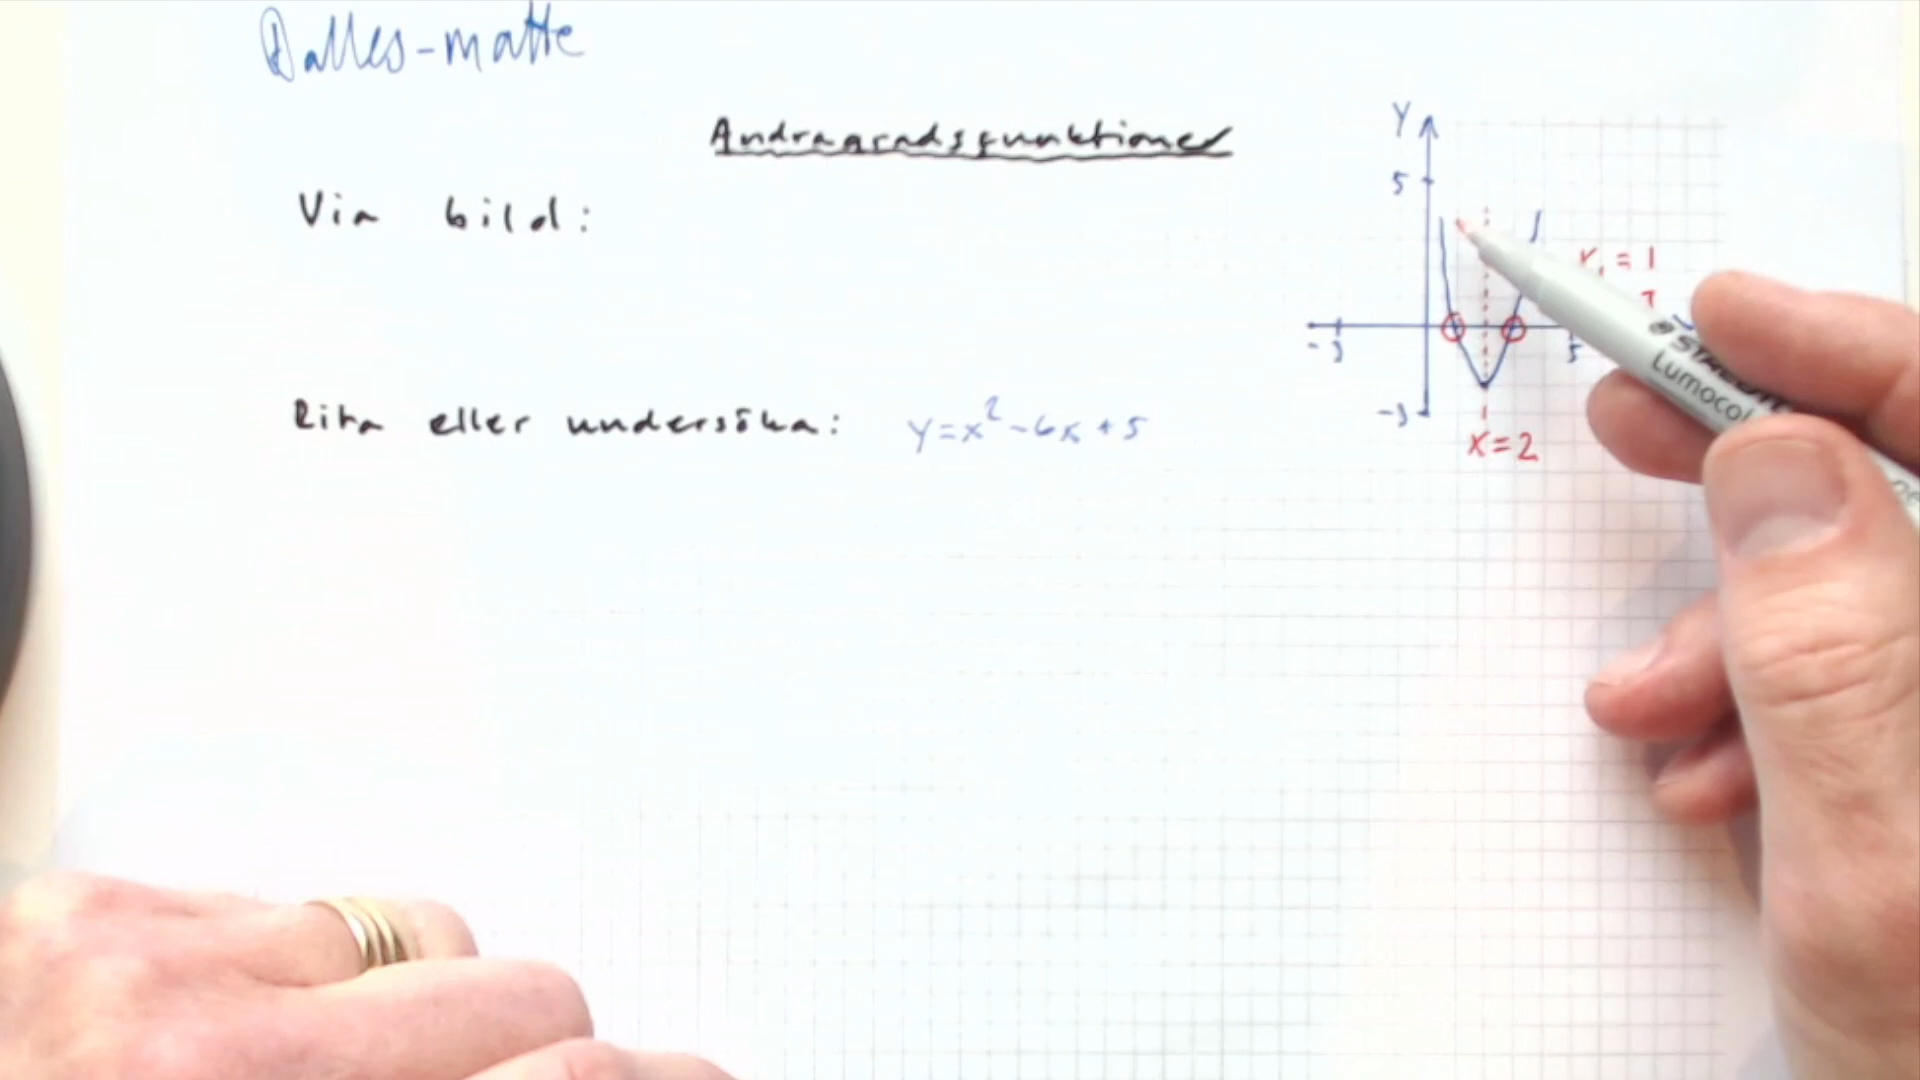 Dalles-matte
Andragradsfunktioner
Via bild:
Y
5
x₁ = 1
-3
5
-3
x=2
Rita eller undersöka: y=x²-6x+5
STAEDTLER
Lumocol